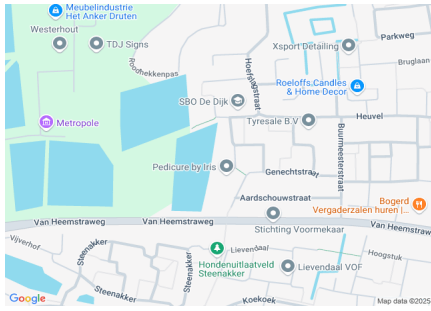 Meubelindustrie
Het Anker Druten
Westerhout
TDJ Signs
Roodhekkenpas
Xsport Detailing
Parkweg
Bruglaan
Hoefslagstraat
Roeloffs Candles
& Home Decor
SBO De Dijk
Tyresale B.V
Heuvel
Metropole
Buurmeesterstraat
Pedicure by Iris
Genechtstraat
Aardschouwstraat
Bogerd
Vergaderzalen huren |...
Van Heemstraweg
Van Heemstraweg
Van Heemstraweg
Stichting Voormekaar
Vijverhof
Steenakker
Lievendaal
Hondenuitlaatveld
Steenakker
Steenakker
Hoogstuk
Lievendaal VOF
Steenakker
Koekoek
Google
Map data ©2025